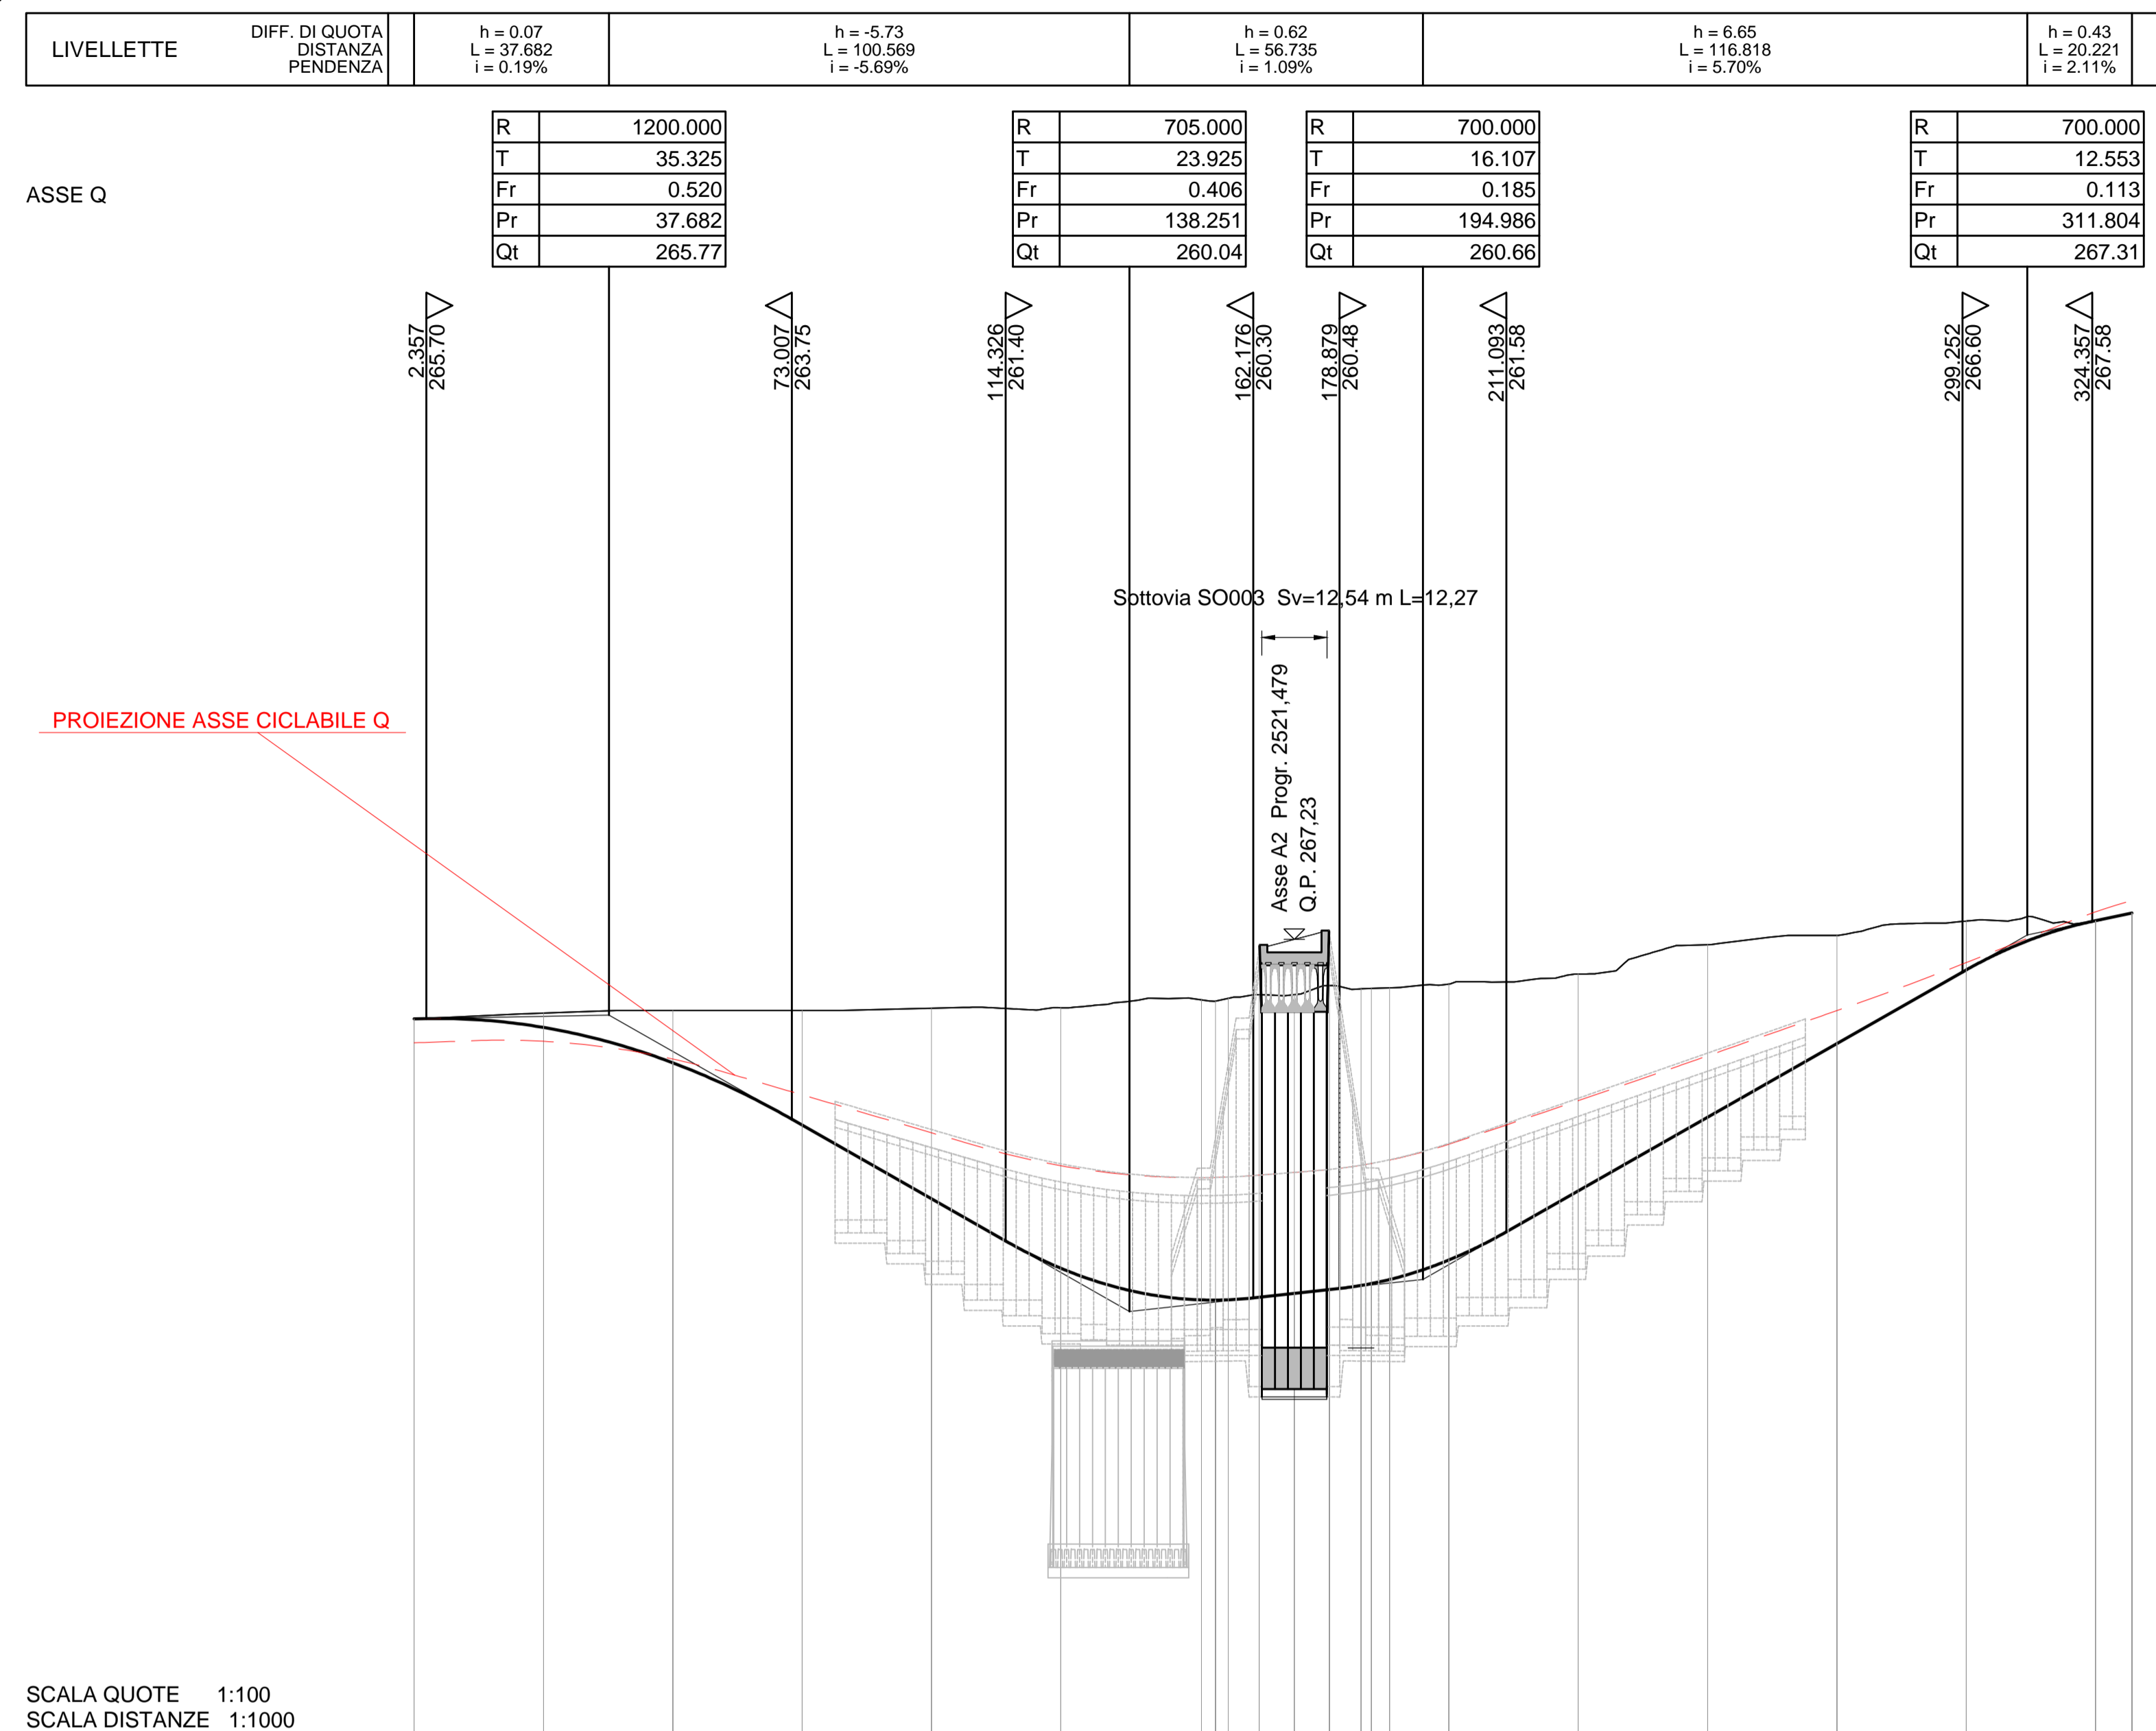 LIVELLETTE
DIFF. DI QUOTA
DISTANZA
PENDENZA
h = 0.07
L = 37.682
i = 0.19%
h = -5.73
L = 100.569
i = -5.69%
h = 0.62
L = 56.735
i = 1.09%
h = 6.65
L = 116.818
i = 5.70%
h = 0.43
L = 20.221
i = 2.11%
ASSE Q
R 1200.000
T 35.325
Fr 0.520
Pr 37.682
Qt 265.77
R 705.000
T 23.925
Fr 0.406
Pr 138.251
Qt 260.04
R 700.000
T 16.107
Fr 0.185
Pr 194.986
Qt 260.66
R 700.000
T 12.553
Fr 0.113
Pr 311.804
Qt 267.31
2.357
265.70
73.007
263.75
114.326
261.40
162.176
260.30
178.879
260.48
211.093
261.58
299.252
266.60
324.357
267.58
Sottovia SO003 Sv=12,54 m L=12,27
Asse A2 Progr. 2521,479
Q.P. 267,23
PROIEZIONE ASSE CICLABILE Q
SCALA QUOTE 1:100
SCALA DISTANZE 1:1000